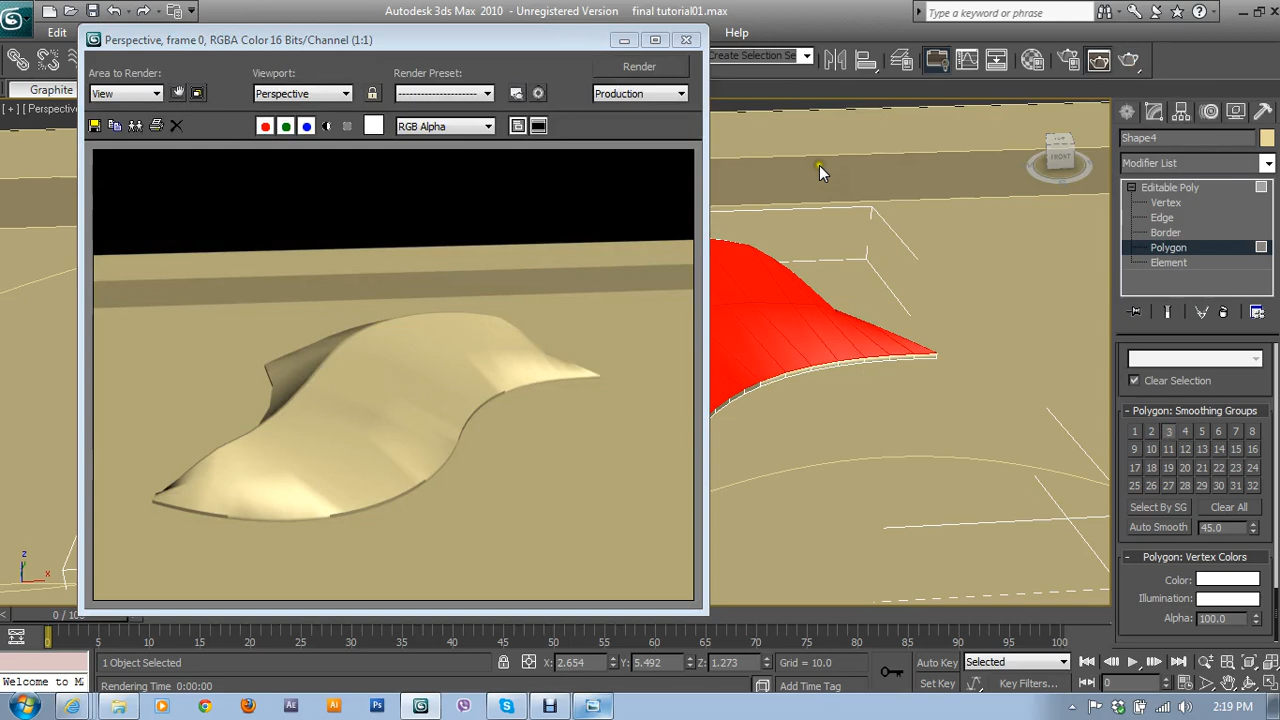 Autodesk 3ds Max 2010 - Unregistered Version final tutorial01.max
Type a keyword or phrase
Edit
Help
Perspective, frame 0, RGBA Color 16 Bits/Channel (1:1)
Area to Render:
Viewport:
Render Preset:
Render
View
Perspective
Production
RGB Alpha
Create Selection Se
Graphite
[ + ] [ Perspective
TOP
FRONT
Shape4
Modifier List
Editable Poly
Vertex
Edge
Border
Polygon
Element
Clear Selection
Polygon: Smoothing Groups
1 2 3 4 5 6 7 8
9 10 11 12 13 14 15 16
17 18 19 20 21 22 23 24
25 26 27 28 29 30 31 32
Select By SG
Clear All
Auto Smooth
45.0
Polygon: Vertex Colors
Color:
Illumination:
Alpha: 100.0
z
x
0 / 100
0 5 10 15 20 25 30 35 40 45 50 55 60 65 70 75 80 85 90 95 100
1 Object Selected
X: 2.654
Y: 5.492
Z: 1.273
Grid = 10.0
Auto Key
Selected
Welcome to M
Rendering Time 0:00:00
Add Time Tag
Set Key
Key Filters...
0
2:19 PM